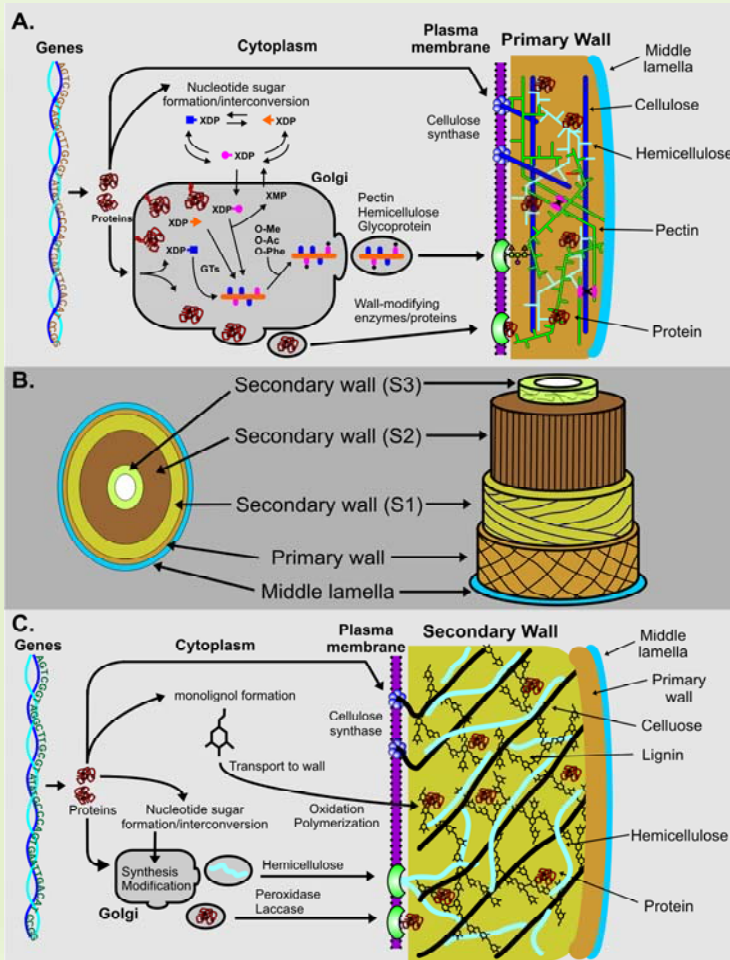 A.
Genes
Cytoplasm
Plasma
membrane
Primary Wall
Middle
lamella
Nucleotide sugar
formation/interconversion
XDP
XDP
XDP
Cellulose
synthase
Cellulose
Hemicellulose
Proteins
Golgi
XMP
XDP
XDP
O-Me
O-Ac
O-Phe
XDP
GTs
Pectin
Hemicellulose
Glycoprotein
Pectin
Wall-modifying
enzymes/proteins
Protein
B.
Secondary wall (S3)
Secondary wall (S2)
Secondary wall (S1)
Primary wall
Middle lamella
C.
Genes
Cytoplasm
Plasma
membrane
Secondary Wall
Middle
lamella
Primary
wall
monolignol formation
Cellulose
synthase
Celluose
Lignin
Transport to wall
Proteins
Nucleotide sugar
formation/interconversion
Oxidation
Polymerization
Synthesis
Modification
Golgi
Hemicellulose
Hemicellulose
Peroxidase
Laccase
Protein